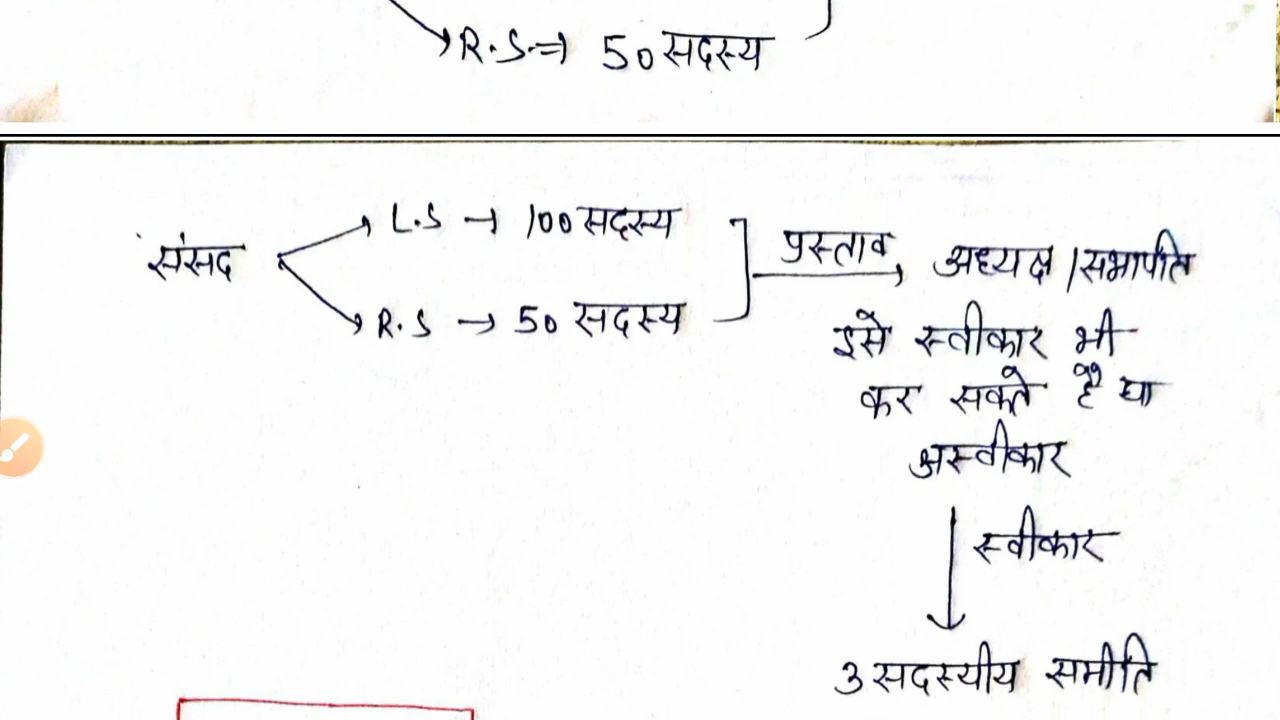 R.S.⇒ 50 सदस्य
संसद
L.S → 100 सदस्य
R.S → 50 सदस्य
प्रस्ताव
अध्यक्ष/सभापति
इसे स्वीकार भी
कर सकते हैं या
अस्वीकार
स्वीकार
3 सदस्यीय समीति